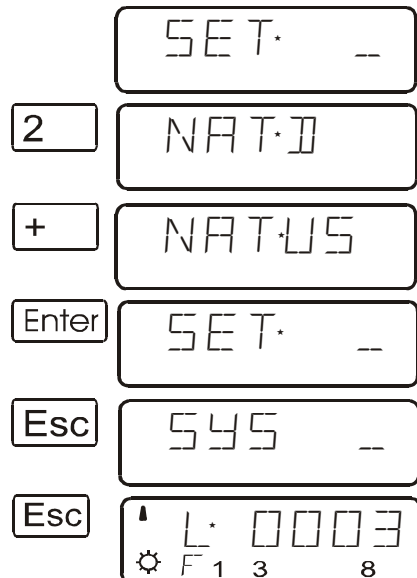 SET* _
2 NAT*D
+ NAT*US
Enter SET* _
Esc SYS _
Esc L* 0003
F 1 3 8